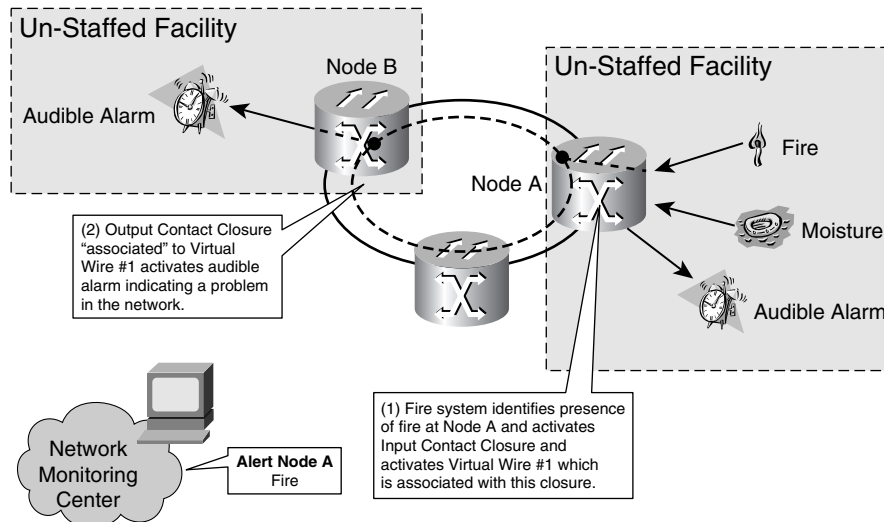 Un-Staffed Facility
Node B
Audible Alarm
Un-Staffed Facility
Node A
Fire
Moisture
Audible Alarm
(2) Output Contact Closure
“associated” to Virtual
Wire #1 activates audible
alarm indicating a problem
in the network.
(1) Fire system identifies presence
of fire at Node A and activates
Input Contact Closure and
activates Virtual Wire #1 which
is associated with this closure.
Network
Monitoring
Center
Alert Node A
Fire